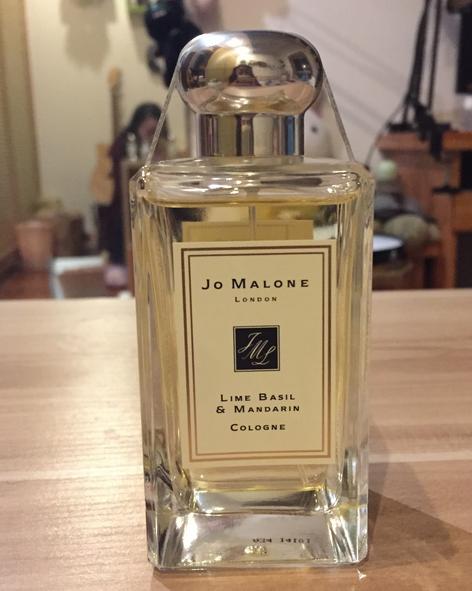 JO MALONE
LONDON
JML
LIME BASIL
& MANDARIN
COLOGNE